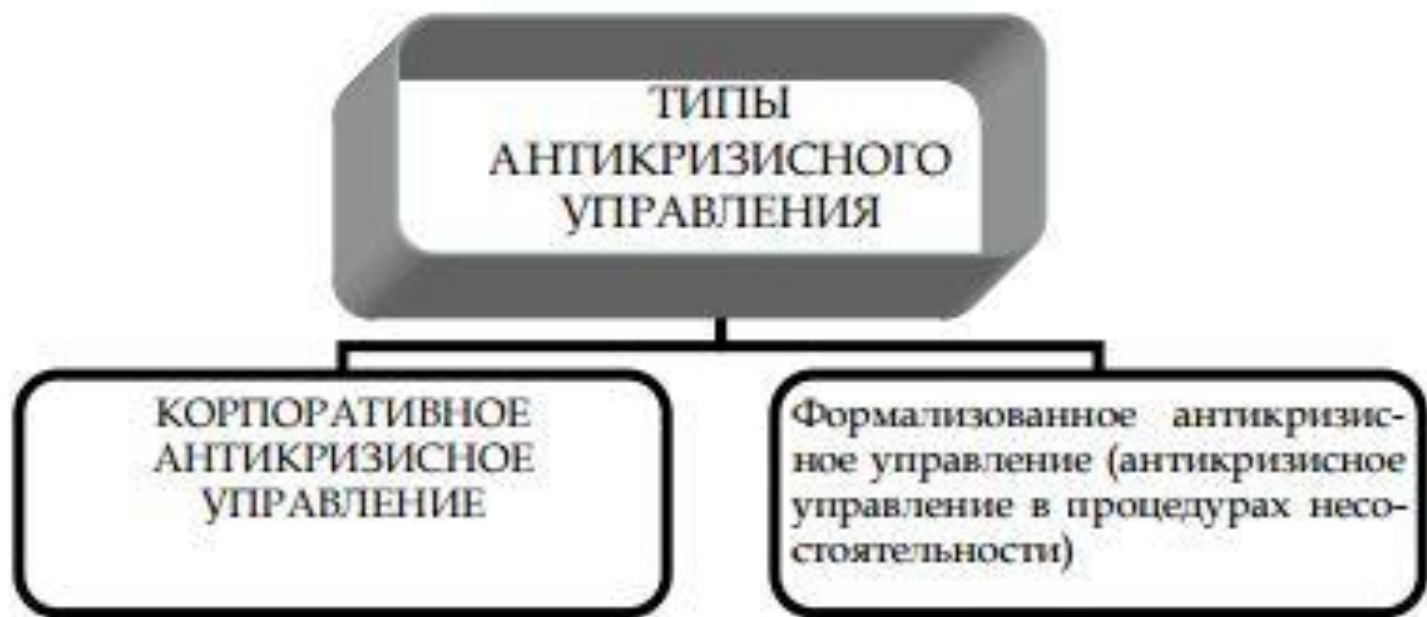 ТИПЫ
АНТИКРИЗИСНОГО
УПРАВЛЕНИЯ
КОРПОРАТИВНОЕ
АНТИКРИЗИСНОЕ
УПРАВЛЕНИЕ
Формализованное антикризис-
ное управление (антикризисное
управление в процедурах несо-
стоятельности)